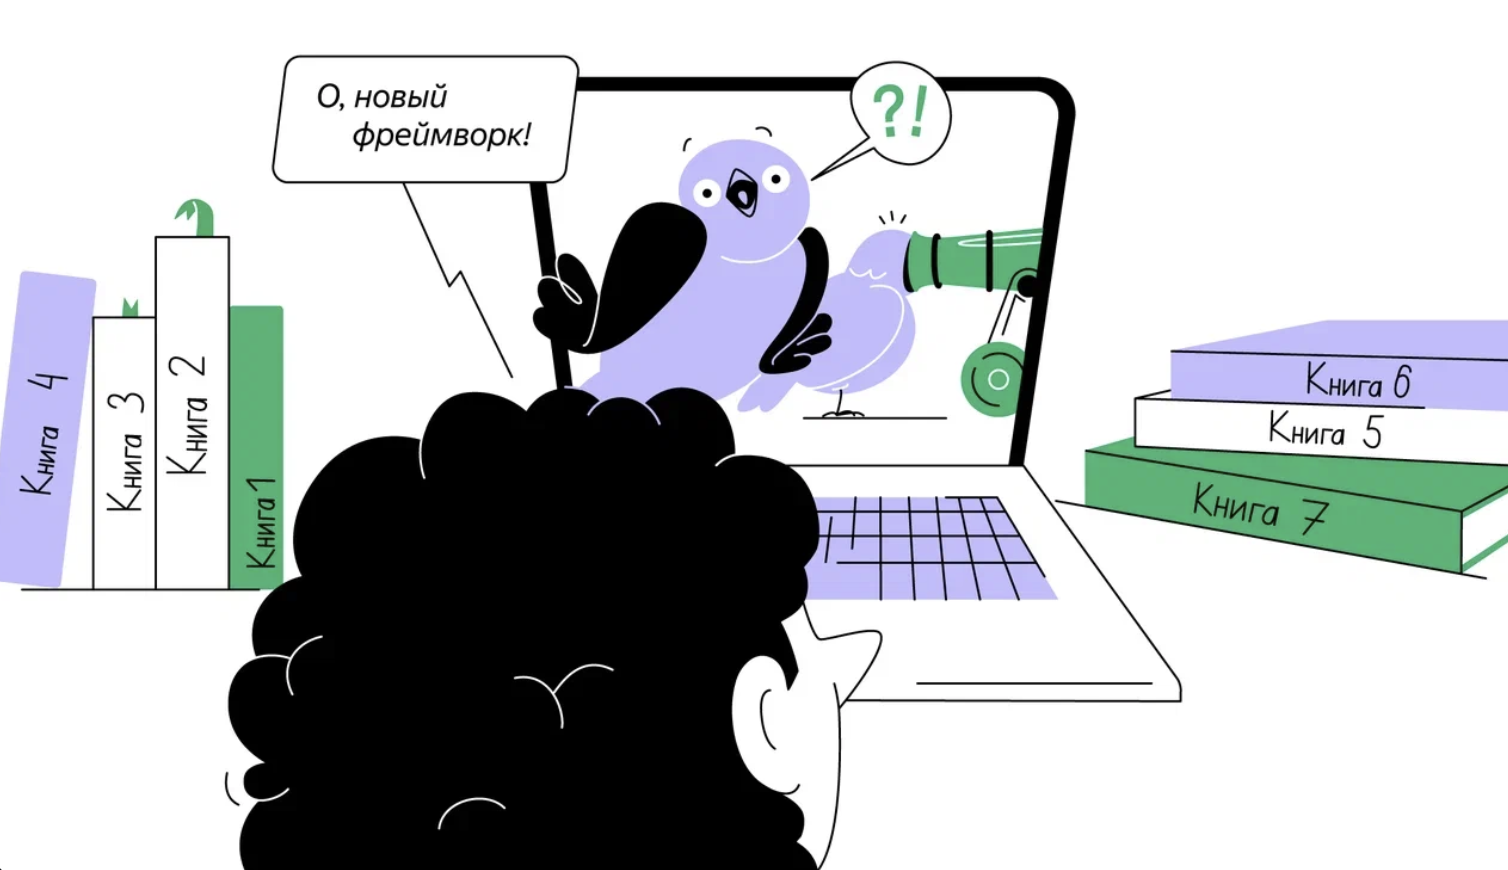 О, новый
фреймворк!
?!
Книга 4
Книга 3
Книга 2
Книга 1
Книга 6
Книга 5
Книга 7